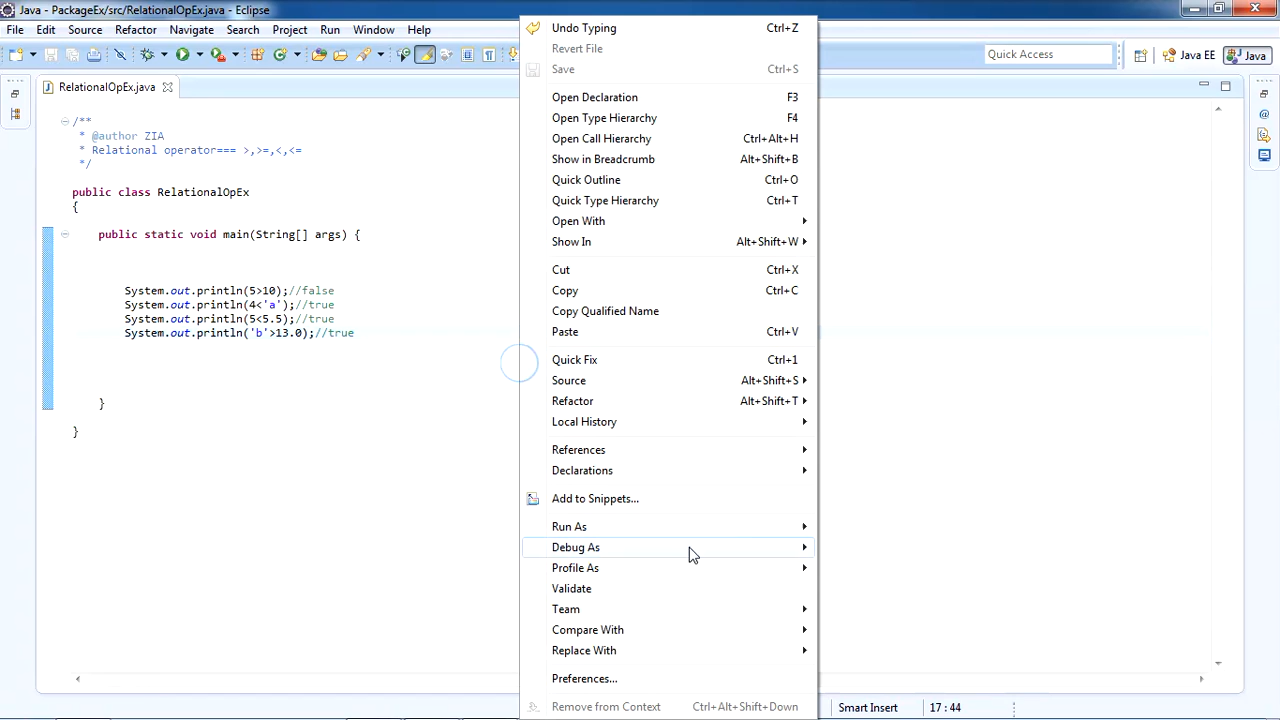 Java - PackageEx/src/RelationalOpEx.java - Eclipse
File Edit Source Refactor Navigate Search Project Run Window Help
Quick Access
Java EE
Java
RelationalOpEx.java
/**
* @author ZIA
* Relational operator=== >,>=,<,<=
*/
public class RelationalOpEx
{
public static void main(String[] args) {
System.out.println(5>10);//false
System.out.println(4<'a');//true
System.out.println(5<5.5);//true
System.out.println('b'>13.0);//true
}
}
Undo Typing Ctrl+Z
Revert File
Save Ctrl+S
Open Declaration F3
Open Type Hierarchy F4
Open Call Hierarchy Ctrl+Alt+H
Show in Breadcrumb Alt+Shift+B
Quick Outline Ctrl+O
Quick Type Hierarchy Ctrl+T
Open With
Show In Alt+Shift+W
Cut Ctrl+X
Copy Ctrl+C
Copy Qualified Name
Paste Ctrl+V
Quick Fix Ctrl+1
Source Alt+Shift+S
Refactor Alt+Shift+T
Local History
References
Declarations
Add to Snippets...
Run As
Debug As
Profile As
Validate
Team
Compare With
Replace With
Preferences...
Remove from Context Ctrl+Alt+Shift+Down
Smart Insert
17 : 44